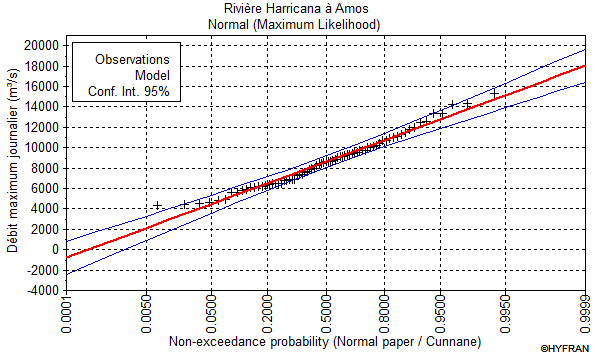 Rivière Harricana à Amos
Normal (Maximum Likelihood)
Débit maximum journalier (m³/s)
20000
18000
16000
14000
12000
10000
8000
6000
4000
2000
0
-2000
-4000
Observations
Model
Conf. Int. 95%
0.0001
0.0050
0.0500
0.2000
0.5000
0.8000
0.9500
0.9950
0.9999
Non-exceedance probability (Normal paper / Cunnane)
©HYFRAN